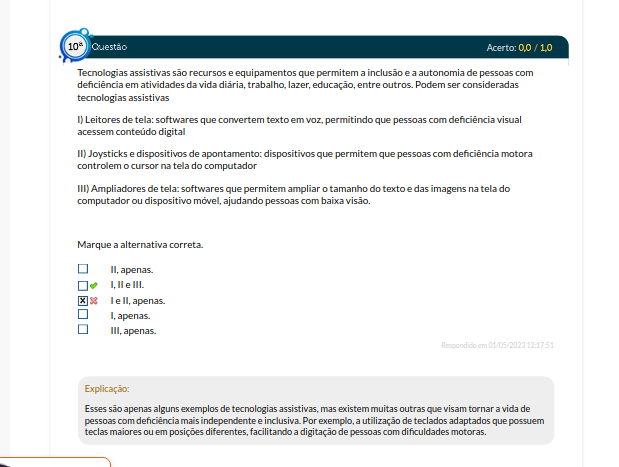 10ª Questão Acerto: 0,0 / 1,0
Tecnologias assistivas são recursos e equipamentos que permitem a inclusão e a autonomia de pessoas com
deficiência em atividades da vida diária, trabalho, lazer, educação, entre outros. Podem ser consideradas
tecnologias assistivas
I) Leitores de tela: softwares que convertem texto em voz, permitindo que pessoas com deficiência visual
acessem conteúdo digital
II) Joysticks e dispositivos de apontamento: dispositivos que permitem que pessoas com deficiência motora
controlem o cursor na tela do computador
III) Ampliadores de tela: softwares que permitem ampliar o tamanho do texto e das imagens na tela do
computador ou dispositivo móvel, ajudando pessoas com baixa visão.
Marque a alternativa correta.
II, apenas.
I, II e III.
I e II, apenas.
I, apenas.
III, apenas.
Respondido em 01/05/2023 12:17:51
Explicação:
Esses são apenas alguns exemplos de tecnologias assistivas, mas existem muitas outras que visam tornar a vida de
pessoas com deficiência mais independente e inclusiva. Por exemplo, a utilização de teclados adaptados que possuem
teclas maiores ou em posições diferentes, facilitando a digitação de pessoas com dificuldades motoras.